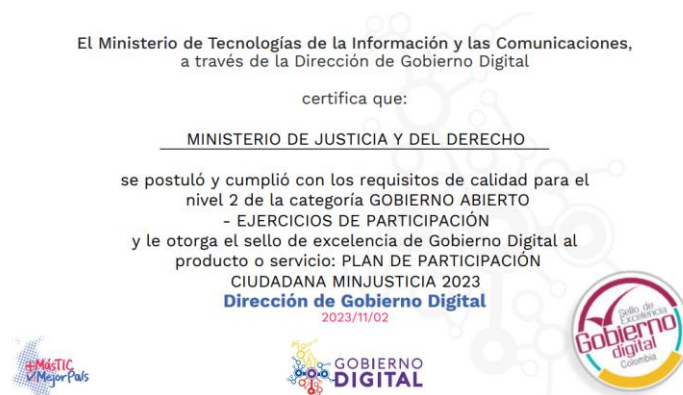 El Ministerio de Tecnologías de la Información y las Comunicaciones,
a través de la Dirección de Gobierno Digital
certifica que:
MINISTERIO DE JUSTICIA Y DEL DERECHO
se postuló y cumplió con los requisitos de calidad para el
nivel 2 de la categoría GOBIERNO ABIERTO
- EJERCICIOS DE PARTICIPACIÓN
y le otorga el sello de excelencia de Gobierno Digital al
producto o servicio: PLAN DE PARTICIPACIÓN
CIUDADANA MINJUSTICIA 2023
Dirección de Gobierno Digital
2023/11/02
Sello de
Excelencia
Gobierno
digital
Colombia
+MásTIC
MejorPaís
GOBIERNO
DIGITAL